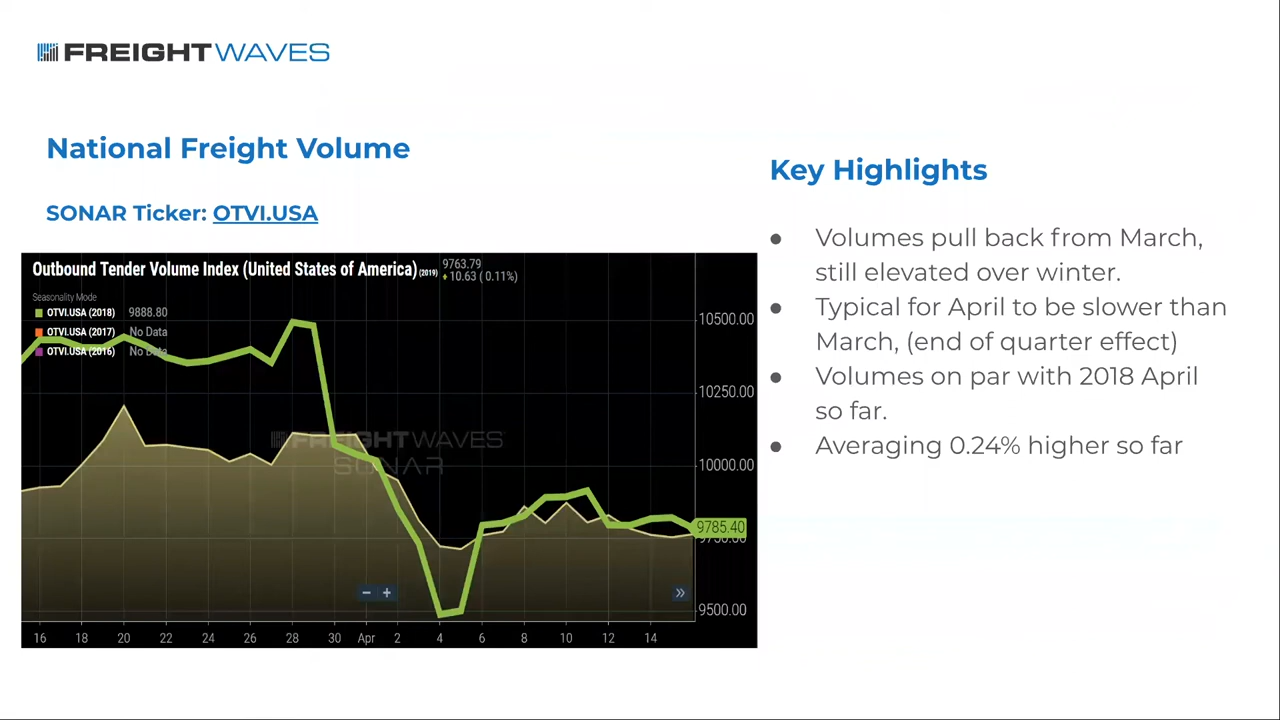 FREIGHTWAVES
National Freight Volume
SONAR Ticker: OTVI.USA
Outbound Tender Volume Index (United States of America) (2019)
9763.79
10.63 ( 0.11%)
Seasonality Mode
OTVI.USA (2018) 9888.80
OTVI.USA (2017) No Data
OTVI.USA (2016) No Data
FREIGHTWAVES
SONAR
10500.00
10250.00
10000.00
9785.40
9750.00
9500.00
− +
»
16 18 20 22 24 26 28 30 Apr 2 4 6 8 10 12 14
Key Highlights
● Volumes pull back from March,
still elevated over winter.
● Typical for April to be slower than
March, (end of quarter effect)
● Volumes on par with 2018 April
so far.
● Averaging 0.24% higher so far